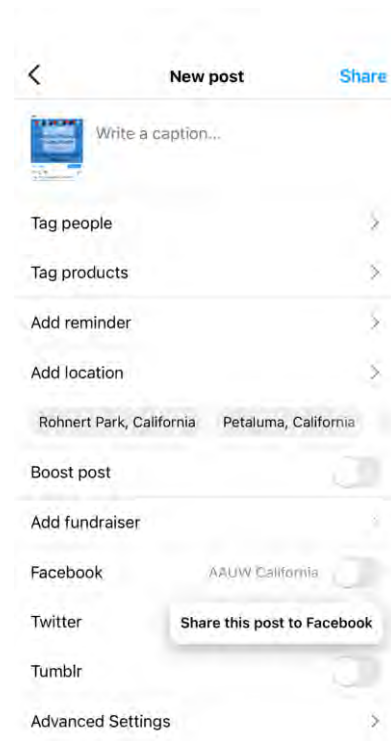 New post Share
Write a caption...
Tag people
Tag products
Add reminder
Add location
Rohnert Park, California Petaluma, California
Boost post
Add fundraiser
Facebook AAUW California
Twitter Share this post to Facebook
Tumblr
Advanced Settings